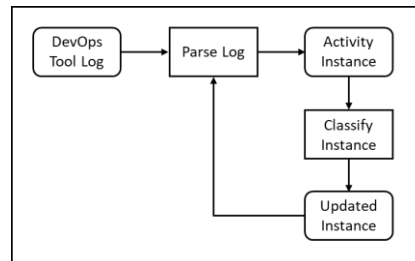 DevOps
Tool Log
Parse Log
Activity
Instance
Classify
Instance
Updated
Instance